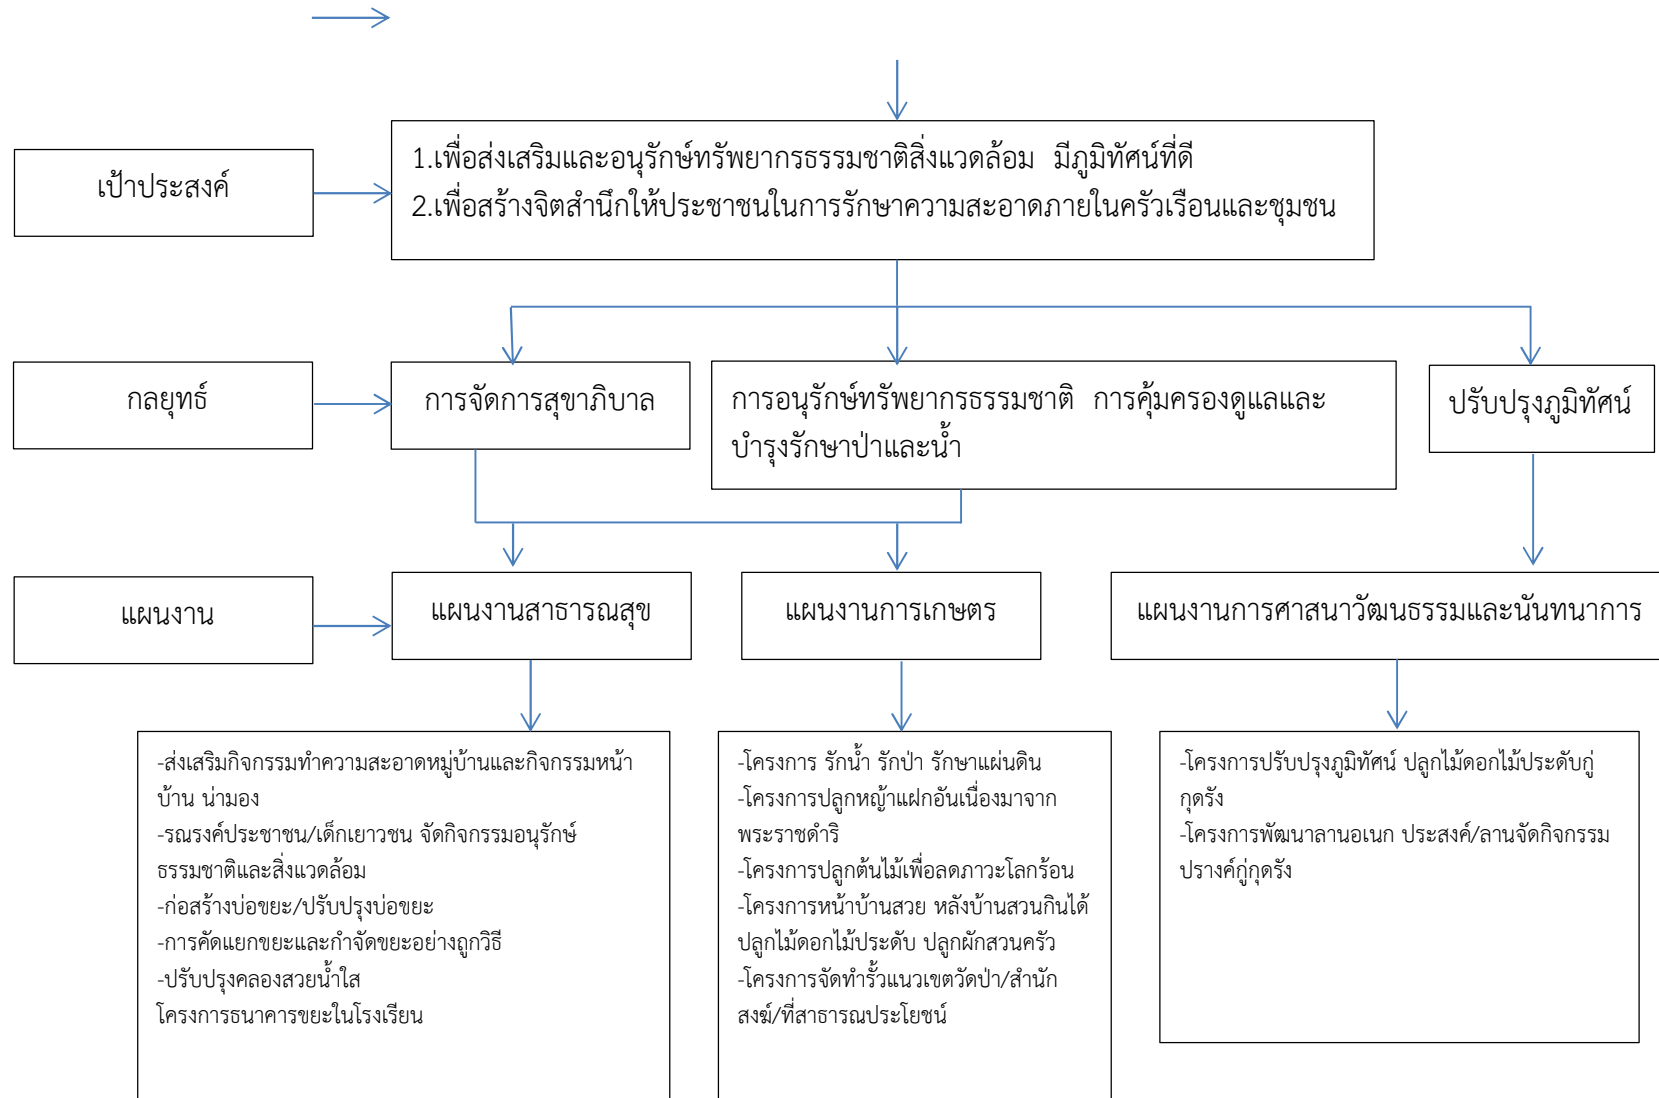 เป้าประสงค์
1.เพื่อส่งเสริมและอนุรักษ์ทรัพยากรธรรมชาติสิ่งแวดล้อม มีภูมิทัศน์ที่ดี
2.เพื่อสร้างจิตสำนึกให้ประชาชนในการรักษาความสะอาดภายในครัวเรือนและชุมชน
กลยุทธ์
การจัดการสุขาภิบาล
การอนุรักษ์ทรัพยากรธรรมชาติ การคุ้มครองดูแลและ
บำรุงรักษาป่าและน้ำ
ปรับปรุงภูมิทัศน์
แผนงาน
แผนงานสาธารณสุข
แผนงานการเกษตร
แผนงานการศาสนาวัฒนธรรมและนันทนาการ
-ส่งเสริมกิจกรรมทำความสะอาดหมู่บ้านและกิจกรรมหน้า
บ้าน น่ามอง
-รณรงค์ประชาชน/เด็กเยาวชน จัดกิจกรรมอนุรักษ์
ธรรมชาติและสิ่งแวดล้อม
-ก่อสร้างบ่อขยะ/ปรับปรุงบ่อขยะ
-การคัดแยกขยะและกำจัดขยะอย่างถูกวิธี
-ปรับปรุงคลองสวยน้ำใส
โครงการธนาคารขยะในโรงเรียน
-โครงการ รักน้ำ รักป่า รักษาแผ่นดิน
-โครงการปลูกหญ้าแฝกอันเนื่องมาจาก
พระราชดำริ
-โครงการปลูกต้นไม้เพื่อลดภาวะโลกร้อน
-โครงการหน้าบ้านสวย หลังบ้านสวนกินได้
ปลูกไม้ดอกไม้ประดับ ปลูกผักสวนครัว
-โครงการจัดทำรั้วแนวเขตวัดป่า/สำนัก
สงฆ์/ที่สาธารณประโยชน์
-โครงการปรับปรุงภูมิทัศน์ ปลูกไม้ดอกไม้ประดับกู่
กุดรัง
-โครงการพัฒนาลานอเนก ประสงค์/ลานจัดกิจกรรม
ปรางค์กู่กุดรัง